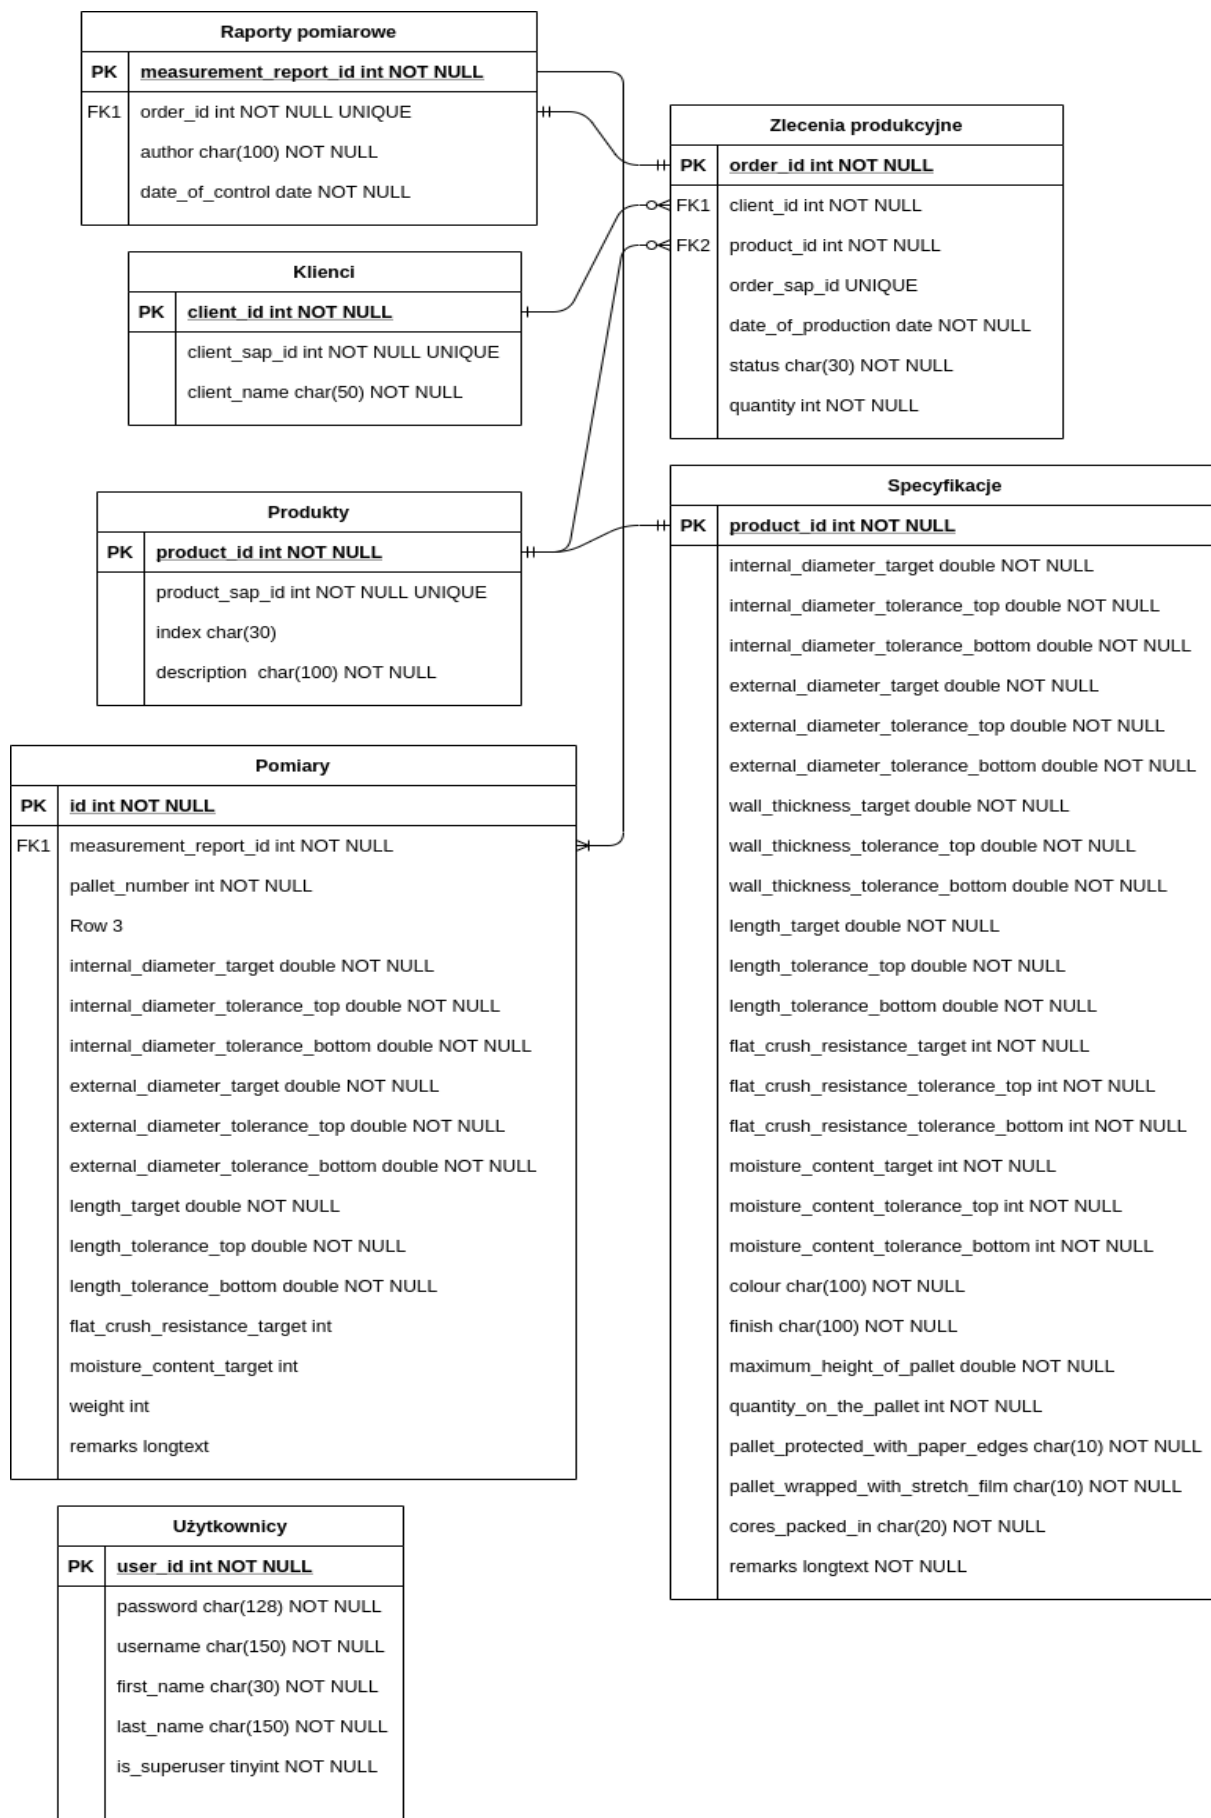 Raporty pomiarowe
PK measurement_report_id int NOT NULL
FK1 order_id int NOT NULL UNIQUE
author char(100) NOT NULL
date_of_control date NOT NULL
Zlecenia produkcyjne
PK order_id int NOT NULL
FK1 client_id int NOT NULL
FK2 product_id int NOT NULL
order_sap_id UNIQUE
date_of_production date NOT NULL
status char(30) NOT NULL
quantity int NOT NULL
Klienci
PK client_id int NOT NULL
client_sap_id int NOT NULL UNIQUE
client_name char(50) NOT NULL
Produkty
PK product_id int NOT NULL
product_sap_id int NOT NULL UNIQUE
index char(30)
description  char(100) NOT NULL
Specyfikacje
PK product_id int NOT NULL
internal_diameter_target double NOT NULL
internal_diameter_tolerance_top double NOT NULL
internal_diameter_tolerance_bottom double NOT NULL
external_diameter_target double NOT NULL
external_diameter_tolerance_top double NOT NULL
external_diameter_tolerance_bottom double NOT NULL
wall_thickness_target double NOT NULL
wall_thickness_tolerance_top double NOT NULL
wall_thickness_tolerance_bottom double NOT NULL
length_target double NOT NULL
length_tolerance_top double NOT NULL
length_tolerance_bottom double NOT NULL
flat_crush_resistance_target int NOT NULL
flat_crush_resistance_tolerance_top int NOT NULL
flat_crush_resistance_tolerance_bottom int NOT NULL
moisture_content_target int NOT NULL
moisture_content_tolerance_top int NOT NULL
moisture_content_tolerance_bottom int NOT NULL
colour char(100) NOT NULL
finish char(100) NOT NULL
maximum_height_of_pallet double NOT NULL
quantity_on_the_pallet int NOT NULL
pallet_protected_with_paper_edges char(10) NOT NULL
pallet_wrapped_with_stretch_film char(10) NOT NULL
cores_packed_in char(20) NOT NULL
remarks longtext NOT NULL
Pomiary
PK id int NOT NULL
FK1 measurement_report_id int NOT NULL
pallet_number int NOT NULL
Row 3
internal_diameter_target double NOT NULL
internal_diameter_tolerance_top double NOT NULL
internal_diameter_tolerance_bottom double NOT NULL
external_diameter_target double NOT NULL
external_diameter_tolerance_top double NOT NULL
external_diameter_tolerance_bottom double NOT NULL
length_target double NOT NULL
length_tolerance_top double NOT NULL
length_tolerance_bottom double NOT NULL
flat_crush_resistance_target int
moisture_content_target int
weight int
remarks longtext
Użytkownicy
PK user_id int NOT NULL
password char(128) NOT NULL
username char(150) NOT NULL
first_name char(30) NOT NULL
last_name char(150) NOT NULL
is_superuser tinyint NOT NULL